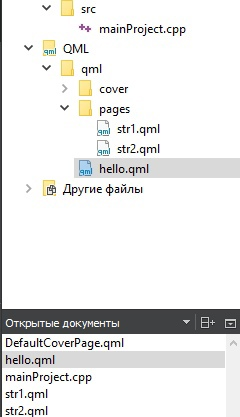 src
mainProject.cpp
QML
qml
cover
pages
str1.qml
str2.qml
hello.qml
Другие файлы
Открытые документы
DefaultCoverPage.qml
hello.qml
mainProject.cpp
str1.qml
str2.qml